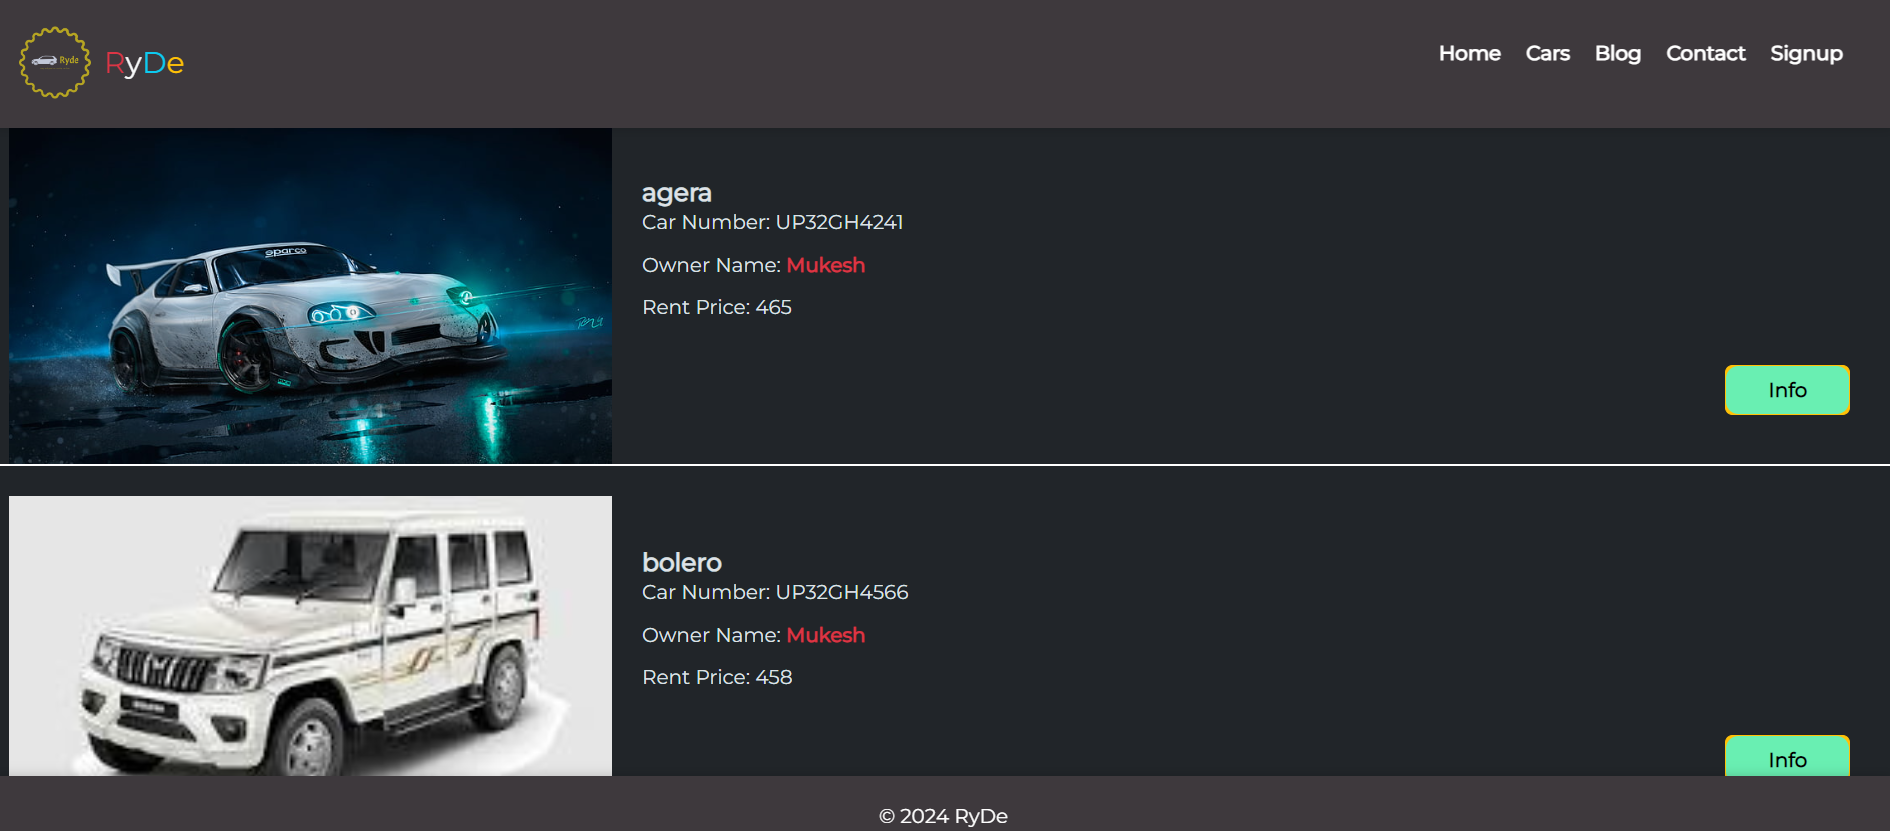 Ryde
RyDe
Home Cars Blog Contact Signup
sparco
agera
Car Number: UP32GH4241
Owner Name: Mukesh
Rent Price: 465
Info
bolero
Car Number: UP32GH4566
Owner Name: Mukesh
Rent Price: 458
Info
© 2024 RyDe